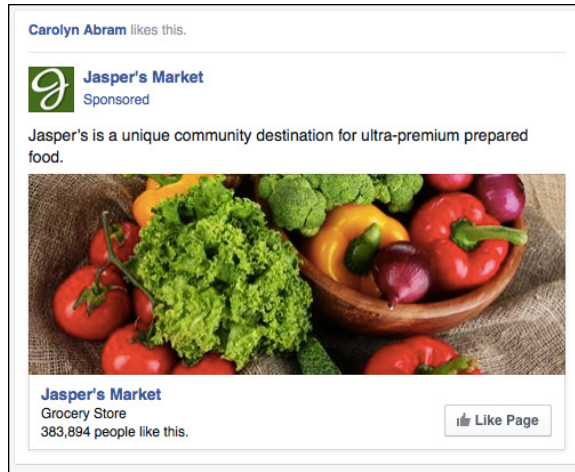 Carolyn Abram likes this.
Jasper's Market
Sponsored
Jasper's is a unique community destination for ultra-premium prepared
food.
Jasper's Market
Grocery Store
383,894 people like this.
Like Page